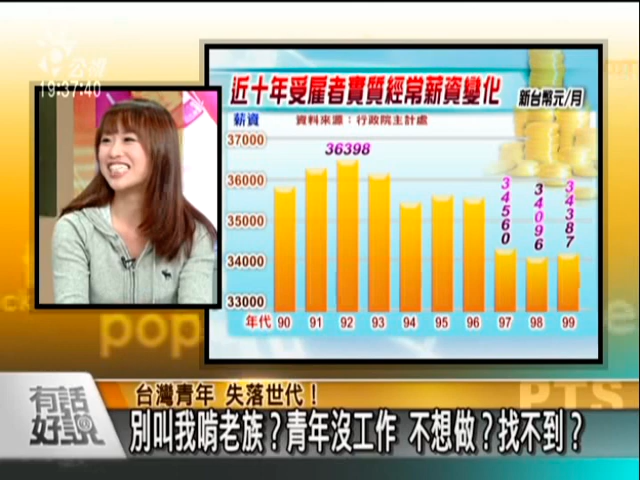 公視
19:37:40
近十年受雇者實質經常薪資變化
新台幣元/月
薪資
資料來源：行政院主計處
37000
36000
35000
34000
33000
36398
34560
34096
34387
年代 90 91 92 93 94 95 96 97 98 99
pop
PTS
有話好說
台灣青年 失落世代！
別叫我啃老族？青年沒工作 不想做？找不到？